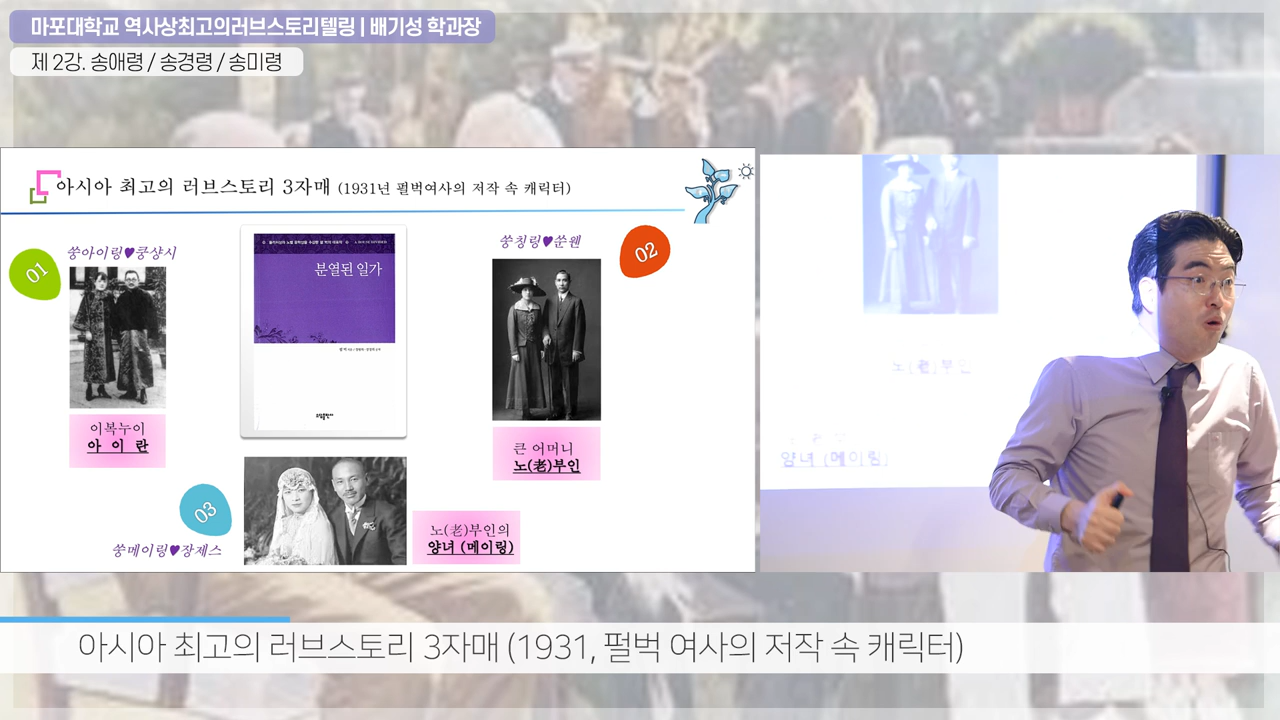 마포대학교 역사상최고의러브스토리텔링 | 배기성 학과장
제 2강. 송애령 / 송경령 / 송미령
아시아 최고의 러브스토리 3자매 (1931년 펄벅여사의 저작 속 캐릭터)
01
쑹아이링♥쿵샹시
이복누이
아 이 란
분열된 일가
쑹칭링♥쑨원
02
큰 어머니
노(老)부인
03
쑹메이링♥장제스
노(老)부인의
양녀 (메이링)
노(老)부인
양녀 (메이링)
아시아 최고의 러브스토리 3자매 (1931, 펄벅 여사의 저작 속 캐릭터)